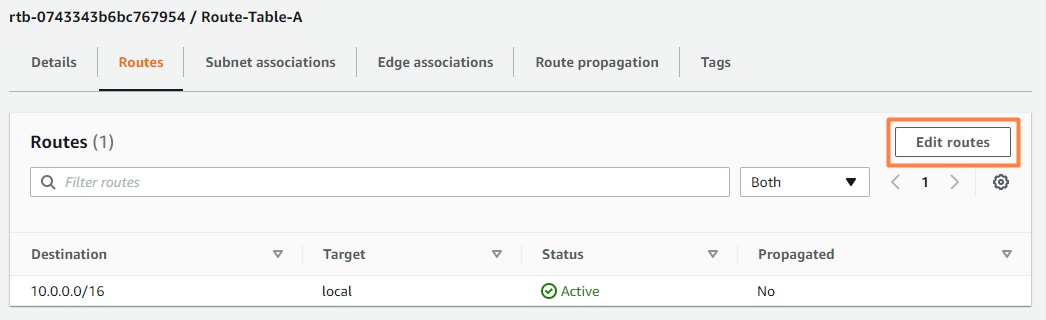 rtb-0743343b6bc767954 / Route-Table-A
Details Routes Subnet associations Edge associations Route propagation Tags
Routes (1) Edit routes
Filter routes Both 1
Destination Target Status Propagated
10.0.0.0/16 local Active No